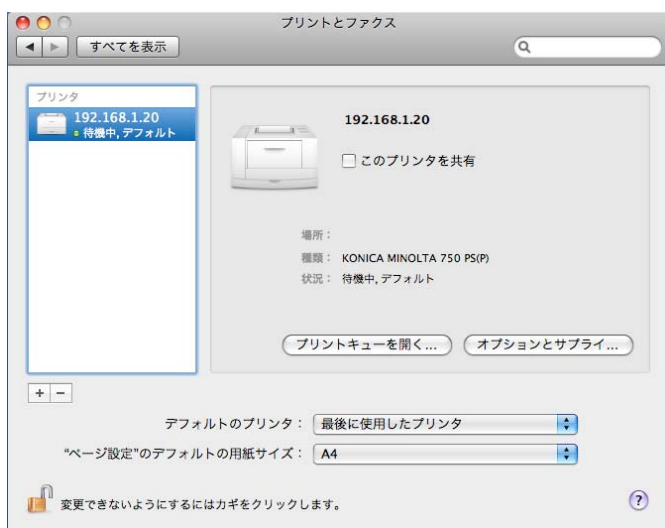 プリントとファクス
すべてを表示
プリンタ
192.168.1.20
待機中, デフォルト
192.168.1.20
このプリンタを共有
場所：
種類： KONICA MINOLTA 750 PS(P)
状況： 待機中, デフォルト
プリントキューを開く...
オプションとサプライ...
+ −
デフォルトのプリンタ： 最後に使用したプリンタ
“ページ設定”のデフォルトの用紙サイズ： A4
変更できないようにするにはカギをクリックします。
?